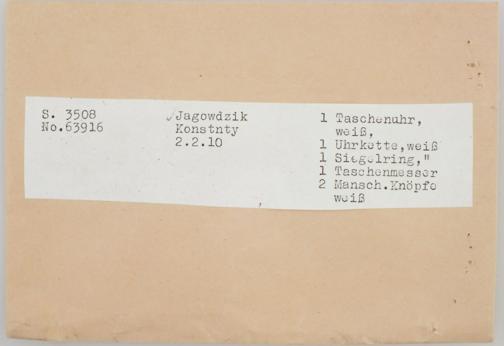 S. 3508
No.63916
Jagowdzik
Konstnty
2.2.10
1 Taschenuhr,
weiß,
1 Uhrkette,weiß
1 Siegelring,"
1 Taschenmesser
2 Mansch.Knöpfe
weiß